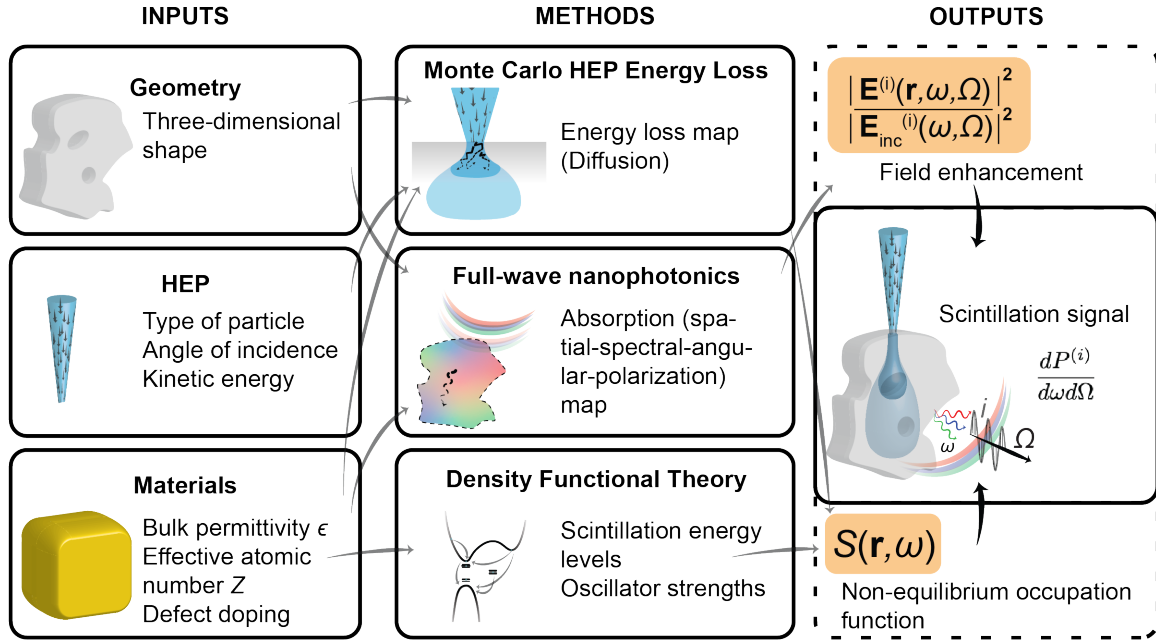 INPUTS
METHODS
OUTPUTS
Geometry
Three-dimensional
shape
HEP
Type of particle
Angle of incidence
Kinetic energy
Materials
Bulk permittivity ϵ
Effective atomic
number Z
Defect doping
Monte Carlo HEP Energy Loss
Energy loss map
(Diffusion)
Full-wave nanophotonics
Absorption (spa-
tial-spectral-angu-
lar-polarization)
map
Density Functional Theory
Scintillation energy
levels
Oscillator strengths
|E⁽ⁱ⁾(r,ω,Ω)|²
|E_inc⁽ⁱ⁾(ω,Ω)|²
Field enhancement
Scintillation signal
dP⁽ⁱ⁾
dωdΩ
i
ω
Ω
S(r,ω)
Non-equilibrium occupation
function